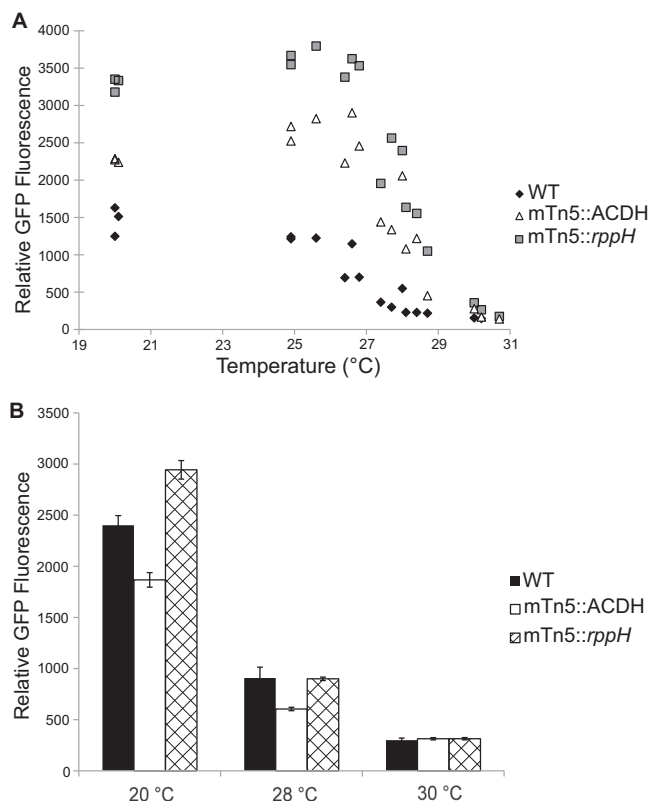 A
Relative GFP Fluorescence
4000
3500
3000
2500
2000
1500
1000
500
0
19 21 23 25 27 29 31
Temperature (°C)
WT
mTn5::ACDH
mTn5::rppH
B
Relative GFP Fluorescence
3500
3000
2500
2000
1500
1000
500
0
20 °C 28 °C 30 °C
WT
mTn5::ACDH
mTn5::rppH